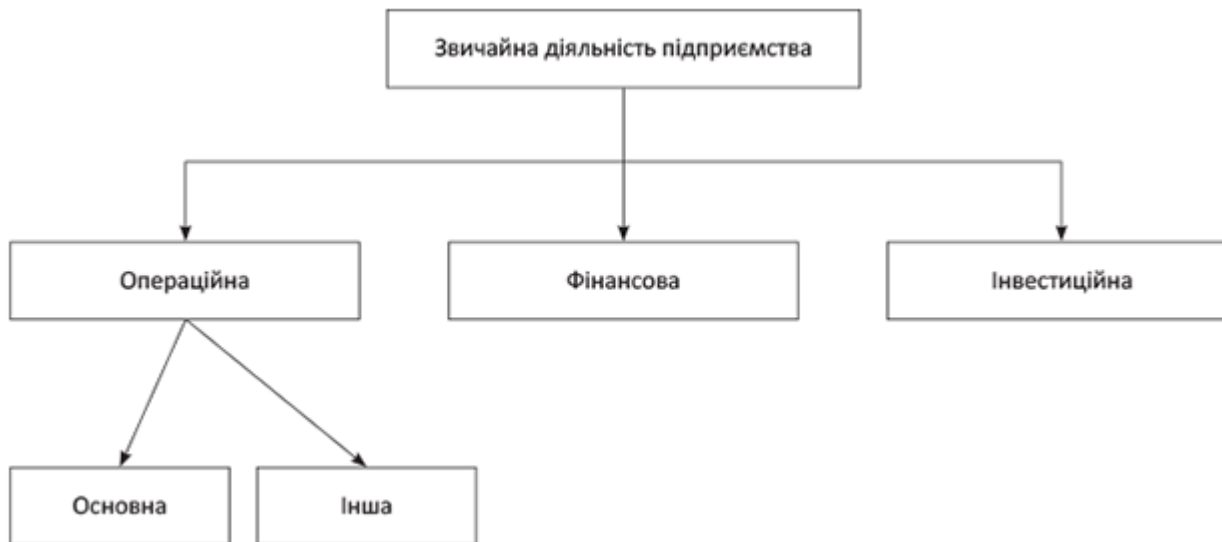 Звичайна діяльність підприємства
Операційна
Фінансова
Інвестиційна
Основна
Інша